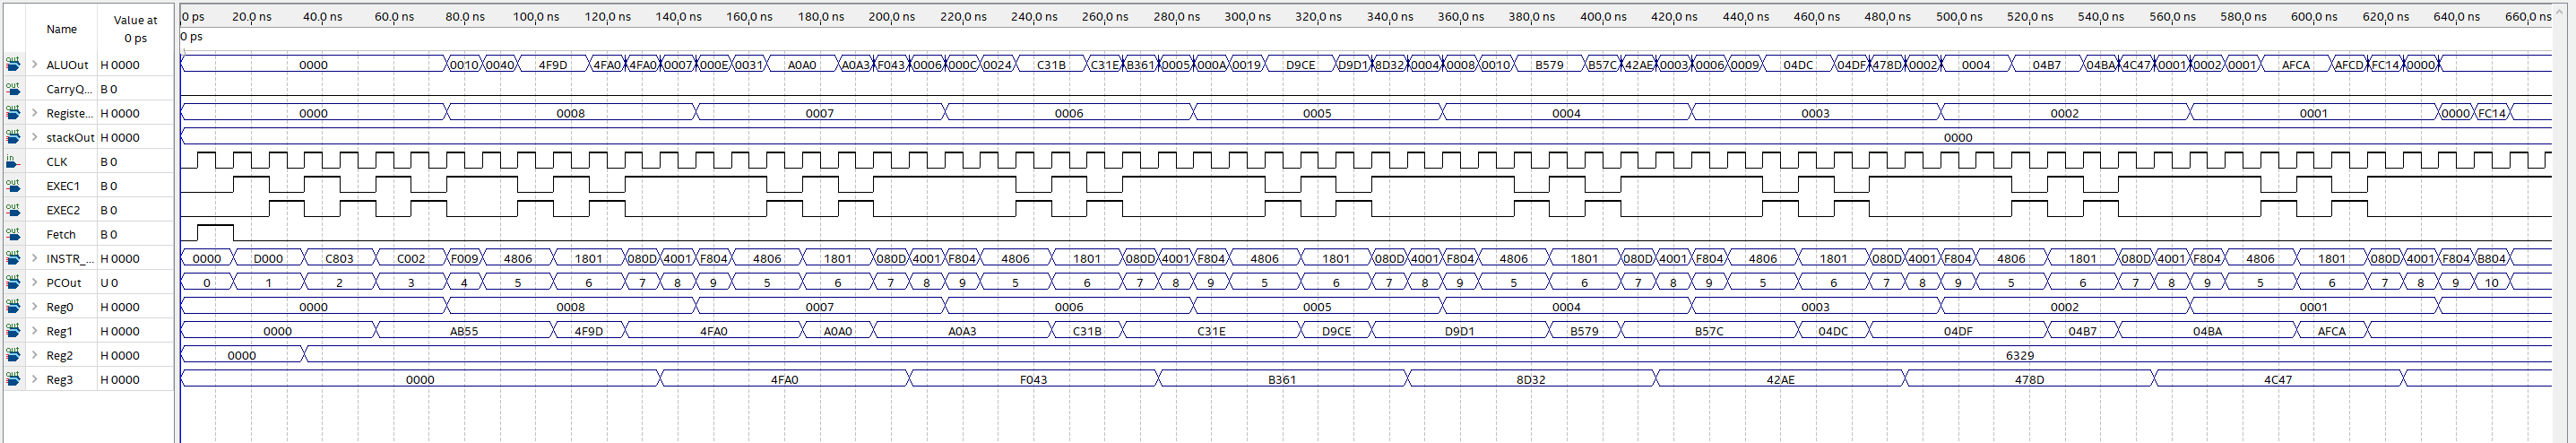 Name Value at 0 ps 0 ps 20.0 ns 40.0 ns 60.0 ns 80.0 ns 100.0 ns 120.0 ns 140.0 ns 160.0 ns 180.0 ns 200.0 ns 220.0 ns 240.0 ns 260.0 ns 280.0 ns 300.0 ns 320.0 ns 340.0 ns 360.0 ns 380.0 ns 400.0 ns 420.0 ns 440.0 ns 460.0 ns 480.0 ns 500.0 ns 520.0 ns 540.0 ns 560.0 ns 580.0 ns 600.0 ns 620.0 ns 640.0 ns 660.0 ns
0 ps
out ALUOut H 0000 0000 0010 0040 4F9D 4FA0 4FA0 0007 000E 0031 A0A0 A0A3 F043 0006 000C 0024 C31B C31E B361 0005 000A 0019 D9CE D9D1 8D32 0004 0008 0010 B579 B57C 42AE 0003 0006 0009 04DC 04DF 478D 0002 0004 04B7 04BA 4C47 0001 0002 0001 AFCA AFCD FC14 0000
out CarryQ... B 0
out Registe... H 0000 0000 0008 0007 0006 0005 0004 0003 0002 0001 0000 FC14
out stackOut H 0000 0000
in CLK B 0
out EXEC1 B 0
out EXEC2 B 0
out Fetch B 0
out INSTR_... H 0000 0000 D000 C803 C002 F009 4806 1801 080D 4001 F804 4806 1801 080D 4001 F804 4806 1801 080D 4001 F804 4806 1801 080D 4001 F804 4806 1801 080D 4001 F804 4806 1801 080D 4001 F804 4806 1801 080D 4001 F804 4806 1801 080D 4001 F804 B804
out PCOut U 0 0 1 2 3 4 5 6 7 8 9 5 6 7 8 9 5 6 7 8 9 5 6 7 8 9 5 6 7 8 9 5 6 7 8 9 5 6 7 8 9 5 6 7 8 9 10
out Reg0 H 0000 0000 0008 0007 0006 0005 0004 0003 0002 0001
out Reg1 H 0000 0000 AB55 4F9D 4FA0 A0A0 A0A3 C31B C31E D9CE D9D1 B579 B57C 04DC 04DF 04B7 04BA AFCA
out Reg2 H 0000 0000 6329
out Reg3 H 0000 0000 4FA0 F043 B361 8D32 42AE 478D 4C47